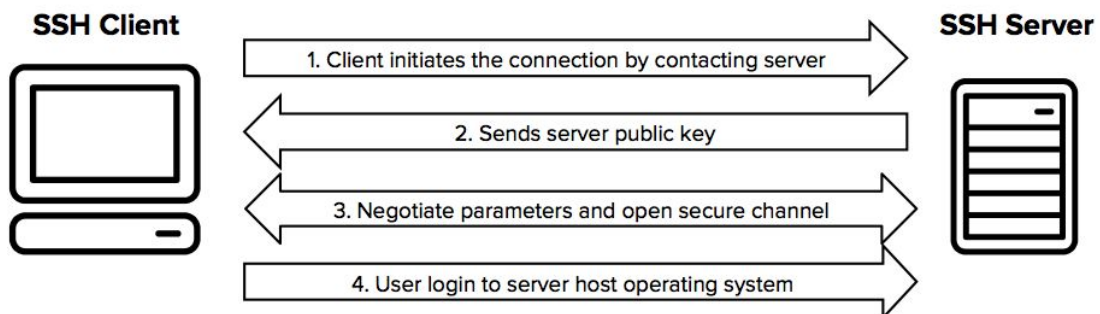 SSH Client
SSH Server
1. Client initiates the connection by contacting server
2. Sends server public key
3. Negotiate parameters and open secure channel
4. User login to server host operating system